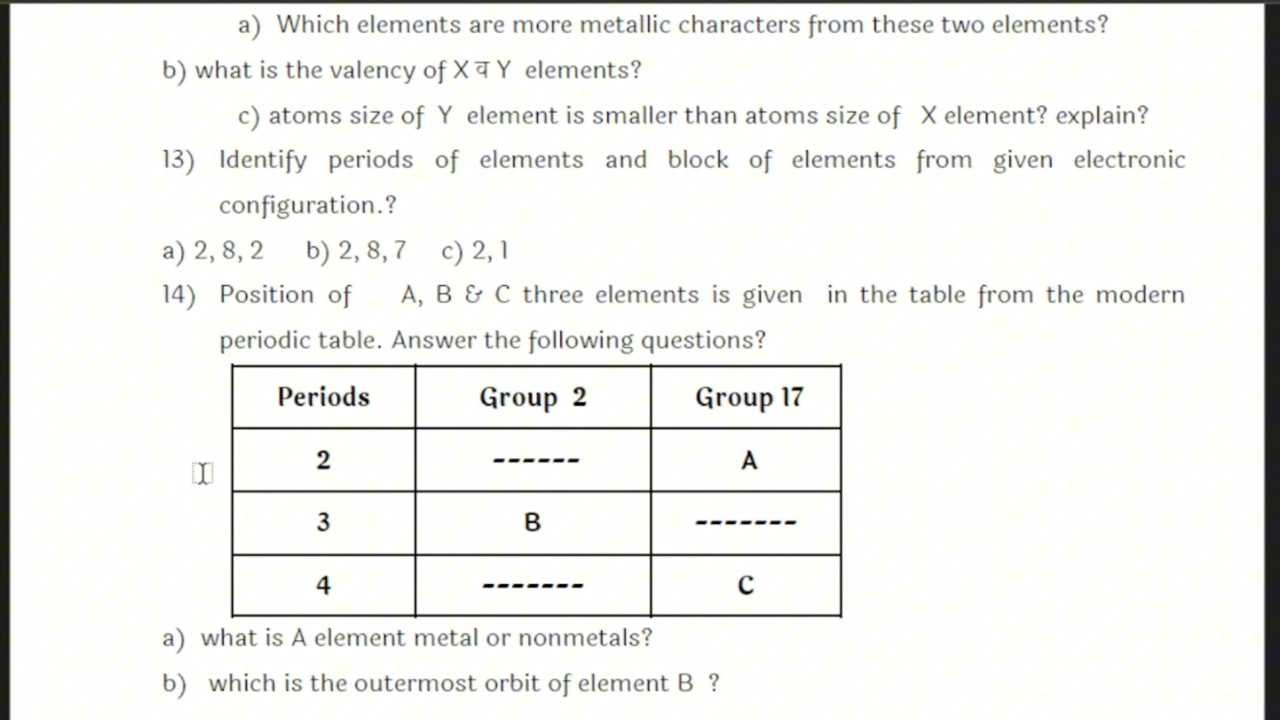 a) Which elements are more metallic characters from these two elements?
b) what is the valency of X व Y elements?
c) atoms size of Y element is smaller than atoms size of X element? explain?
13) Identify periods of elements and block of elements from given electronic
configuration.?
a) 2, 8, 2 b) 2, 8, 7 c) 2, 1
14) Position of A, B & C three elements is given in the table from the modern
periodic table. Answer the following questions?
Periods Group 2 Group 17
2 ------ A
3 B -------
4 ------- C
a) what is A element metal or nonmetals?
b) which is the outermost orbit of element B ?